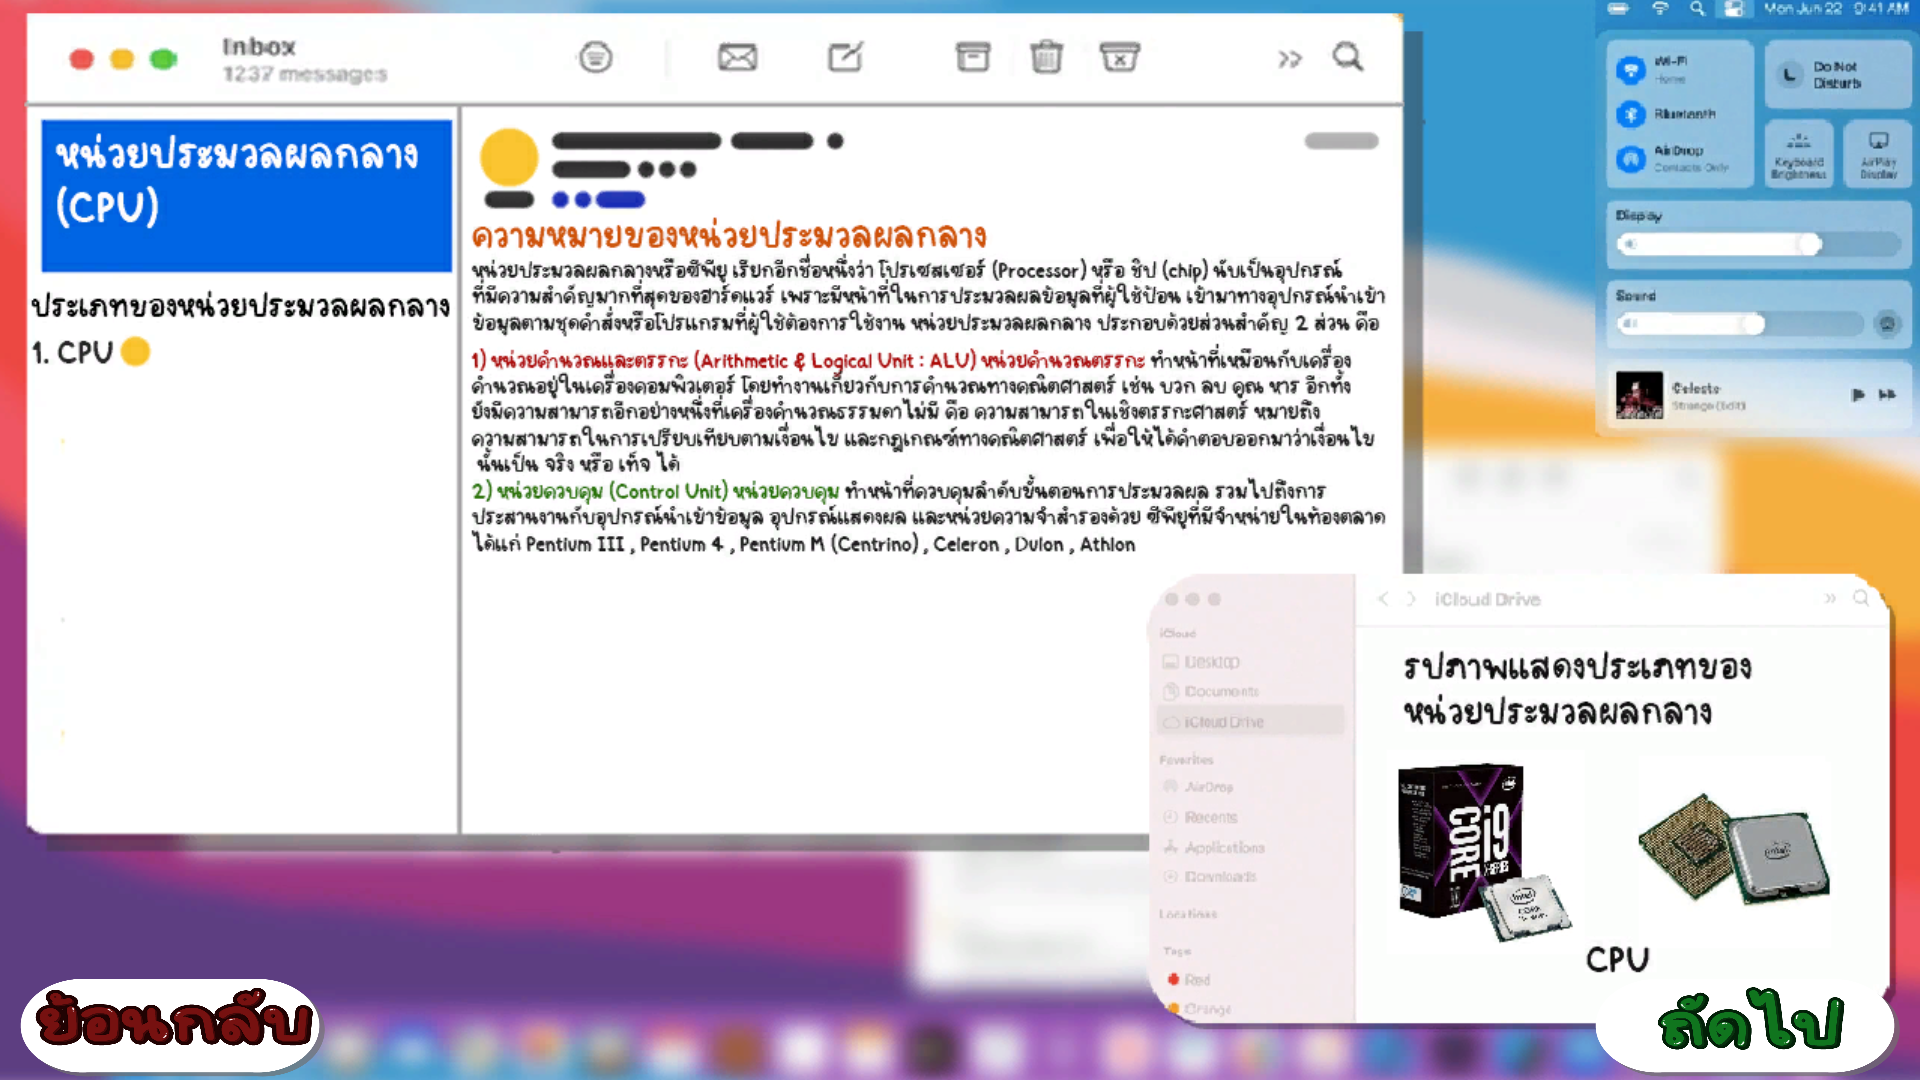 Inbox
1237 messages
หน่วยประมวลผลกลาง
(CPU)
ประเภทของหน่วยประมวลผลกลาง
1. CPU
ความหมายของหน่วยประมวลผลกลาง
หน่วยประมวลผลกลางหรือซีพียู เรียกอีกชื่อหนึ่งว่า โปรเซสเซอร์ (Processor) หรือ ชิป (chip) นับเป็นอุปกรณ์
ที่มีความสำคัญมากที่สุดของฮาร์ดแวร์ เพราะมีหน้าที่ในการประมวลผลข้อมูลที่ผู้ใช้ป้อน เข้ามาทางอุปกรณ์นำเข้า
ข้อมูลตามชุดคำสั่งหรือโปรแกรมที่ผู้ใช้ต้องการใช้งาน หน่วยประมวลผลกลาง ประกอบด้วยส่วนสำคัญ 2 ส่วน คือ
1) หน่วยคำนวณและตรรกะ (Arithmetic & Logical Unit : ALU) หน่วยคำนวณตรรกะ ทำหน้าที่เหมือนกับเครื่อง
คำนวณอยู่ในเครื่องคอมพิวเตอร์ โดยทำงานเกี่ยวกับการคำนวณทางคณิตศาสตร์ เช่น บวก ลบ คูณ หาร อีกทั้ง
ยังมีความสามารถอีกอย่างหนึ่งที่เครื่องคำนวณธรรมดาไม่มี คือ ความสามารถในเชิงตรรกะศาสตร์ หมายถึง
ความสามารถในการเปรียบเทียบตามเงื่อนไข และกฎเกณฑ์ทางคณิตศาสตร์ เพื่อให้ได้คำตอบออกมาว่าเงื่อนไข
นั้นเป็น จริง หรือ เท็จ ได้
2) หน่วยควบคุม (Control Unit) หน่วยควบคุม ทำหน้าที่ควบคุมลำดับขั้นตอนการประมวลผล รวมไปถึงการ
ประสานงานกับอุปกรณ์นำเข้าข้อมูล อุปกรณ์แสดงผล และหน่วยความจำสำรองด้วย ซีพียูที่มีจำหน่ายในท้องตลาด
ได้แก่ Pentium III , Pentium 4 , Pentium M (Centrino) , Celeron , Dulon , Athlon
Mon Jun 22 9:41 AM
Wi-Fi
Home
Do Not
Disturb
Bluetooth
AirDrop
Contacts Only
Keyboard
Brightness
AirPlay
Display
Display
Sound
Celeste
Strange (Edit)
iCloud Drive
iCloud
Desktop
Documents
iCloud Drive
Favorites
AirDrop
Recents
Applications
Downloads
Locations
Tags
Red
Orange
รูปภาพแสดงประเภทของ
หน่วยประมวลผลกลาง
CORE
i9
X-SERIES
intel
intel
CPU
ย้อนกลับ
ถัดไป